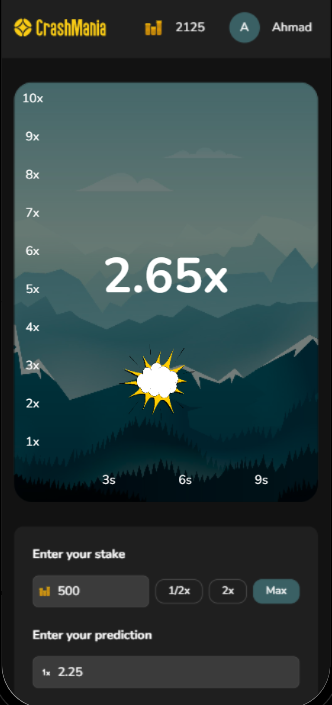 CrashMania 2125 A Ahmad
10x
9x
8x
7x
6x
2.65x
5x
4x
3x
2x
1x
3s 6s 9s
Enter your stake
500 1/2x 2x Max
Enter your prediction
1x 2.25